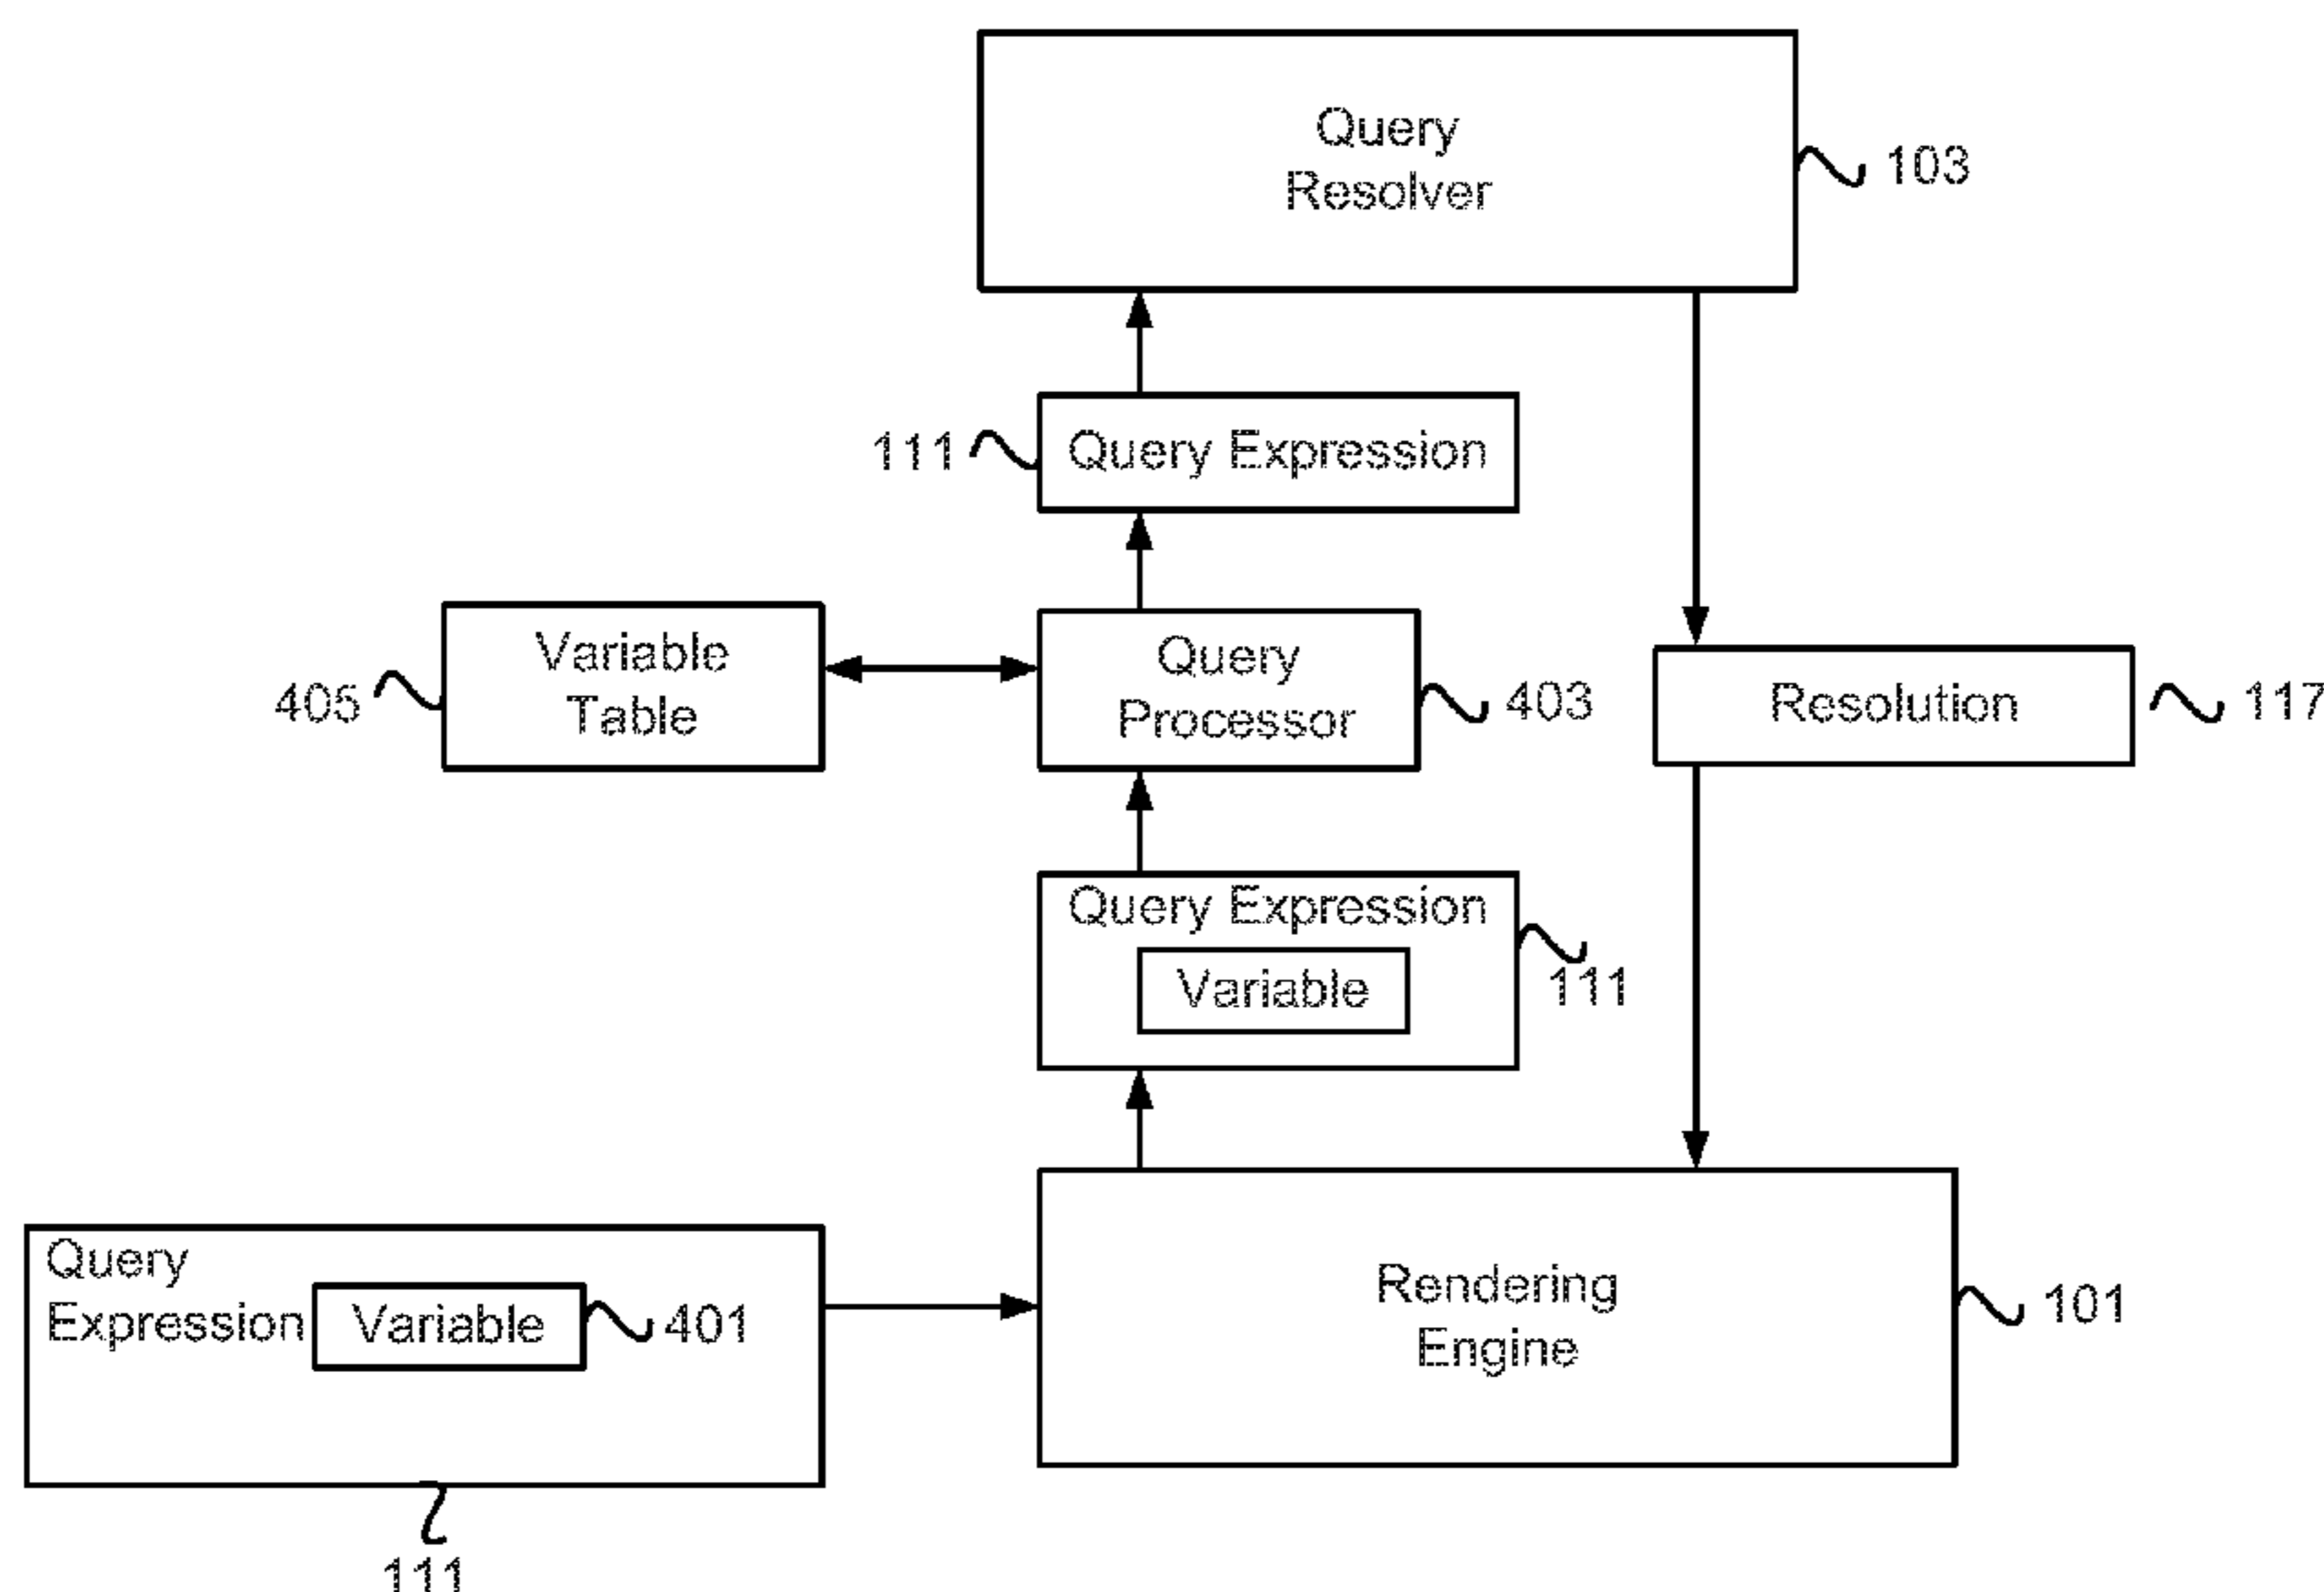 Query
Resolver
103
111
Query Expression
Variable
Table
405
Query
Processor
403
Resolution
117
Query Expression
Variable
111
Query
Expression
Variable
401
111
Rendering
Engine
101